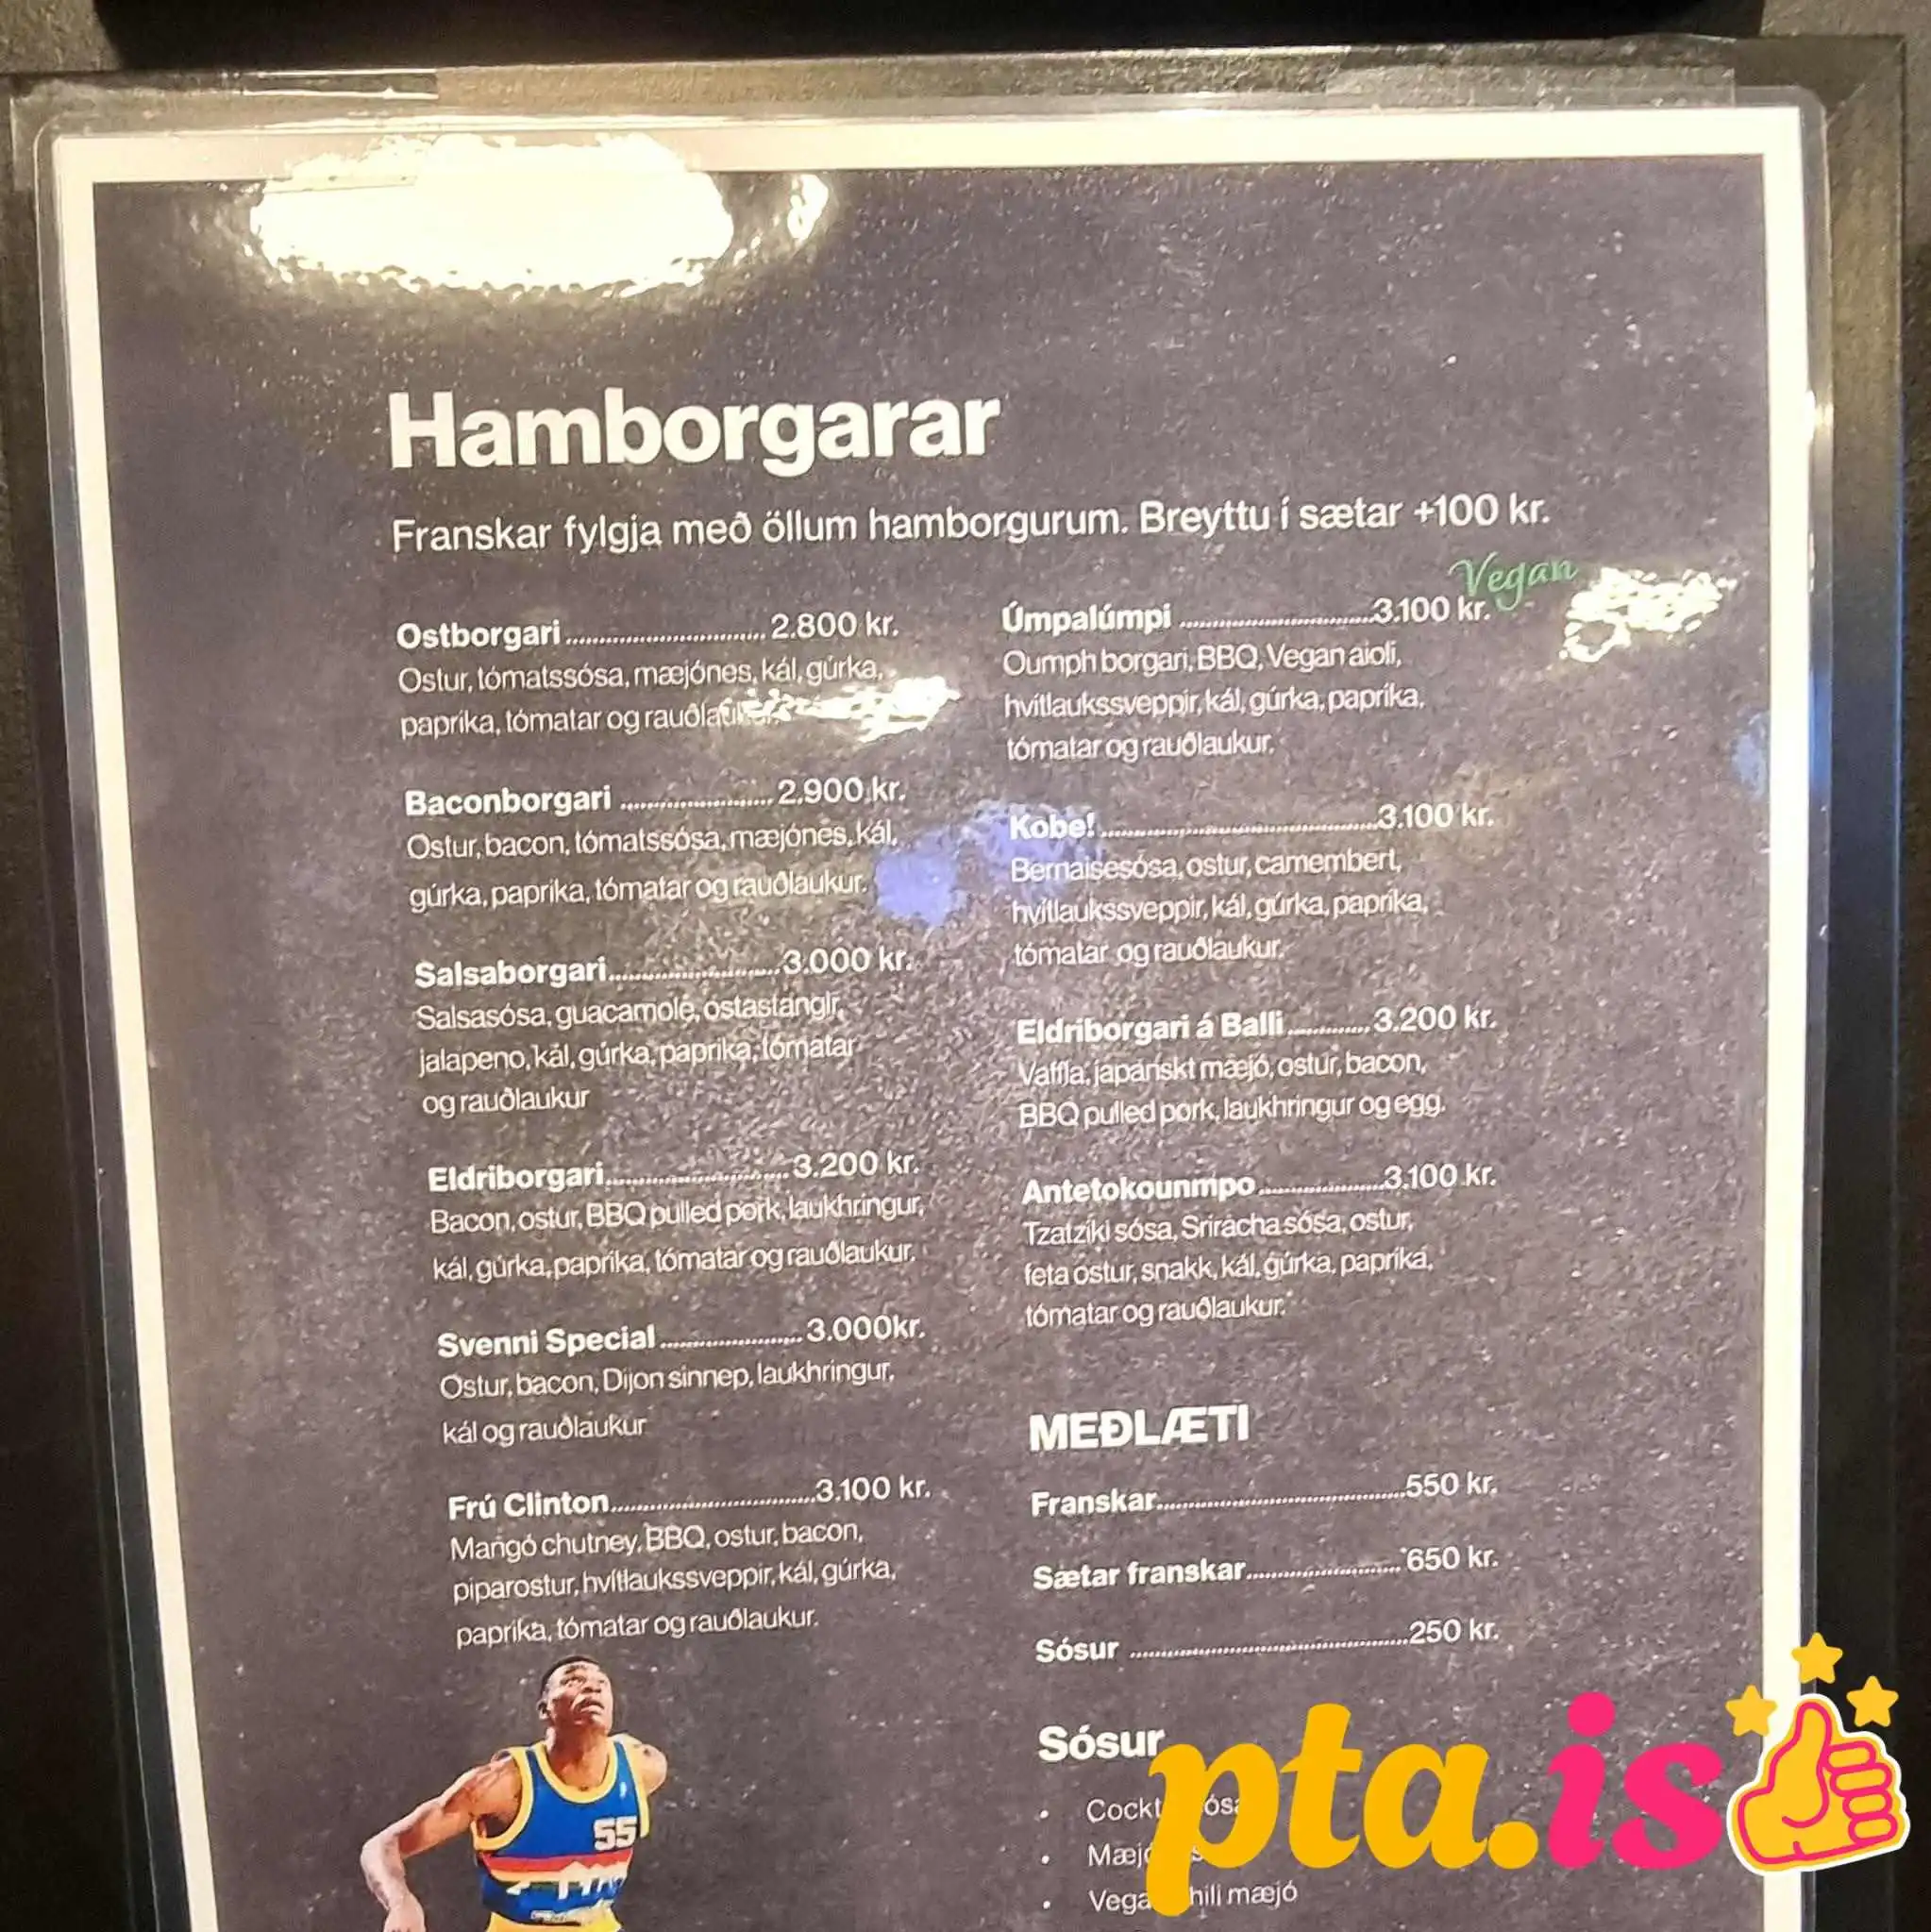 Hamborgarar
Franskar fylgja með öllum hamborgurum. Breyttu í sætar +100 kr.
Ostborgari.............................. 2.800 kr.
Ostur, tómatssósa, mæjónes, kál, gúrka,
paprika, tómatar og rauðlaukur.
Baconborgari ....................... 2.900 kr.
Ostur, bacon, tómatssósa, mæjónes, kál,
gúrka, paprika, tómatar og rauðlaukur.
Salsaborgari..........................3.000 kr.
Salsasósa, guacamole, ostastangir,
jalapeno, kál, gúrka, paprika, tómatar
og rauðlaukur
Eldriborgari............................3.200 kr.
Bacon, ostur, BBQ pulled pork, laukhringur,
kál, gúrka, paprika, tómatar og rauðlaukur.
Svenni Special .....................3.000kr.
Ostur, bacon, Dijon sinnep, laukhringur,
kál og rauðlaukur
Frú Clinton...............................3.100 kr.
Mangó chutney, BBQ, ostur, bacon,
piparostur, hvítlaukssveppir, kál, gúrka,
paprika, tómatar og rauðlaukur.
55
Vegan
Úmpalúmpi .............................3.100 kr.
Oumph borgari, BBQ, Vegan aioli,
hvítlaukssveppir, kál, gúrka, paprika,
tómatar og rauðlaukur.
Kobe!..........................................3.100 kr.
Bernaisesósa, ostur, camembert,
hvítlaukssveppir, kál, gúrka, paprika,
tómatar og rauðlaukur.
Eldriborgari á Balli ............ 3.200 kr.
Vaffla, japanskt mæjó, ostur, bacon,
BBQ pulled pork, laukhringur og egg.
Antetokounmpo...................3.100 kr.
Tzatziki sósa, Sriracha sósa, ostur,
feta ostur, snakk, kál, gúrka, paprika,
tómatar og rauðlaukur.
MEÐLÆTI
Franskar......................................550 kr.
Sætar franskar.......................650 kr.
Sósur ..........................................250 kr.
Sósur
pta.is